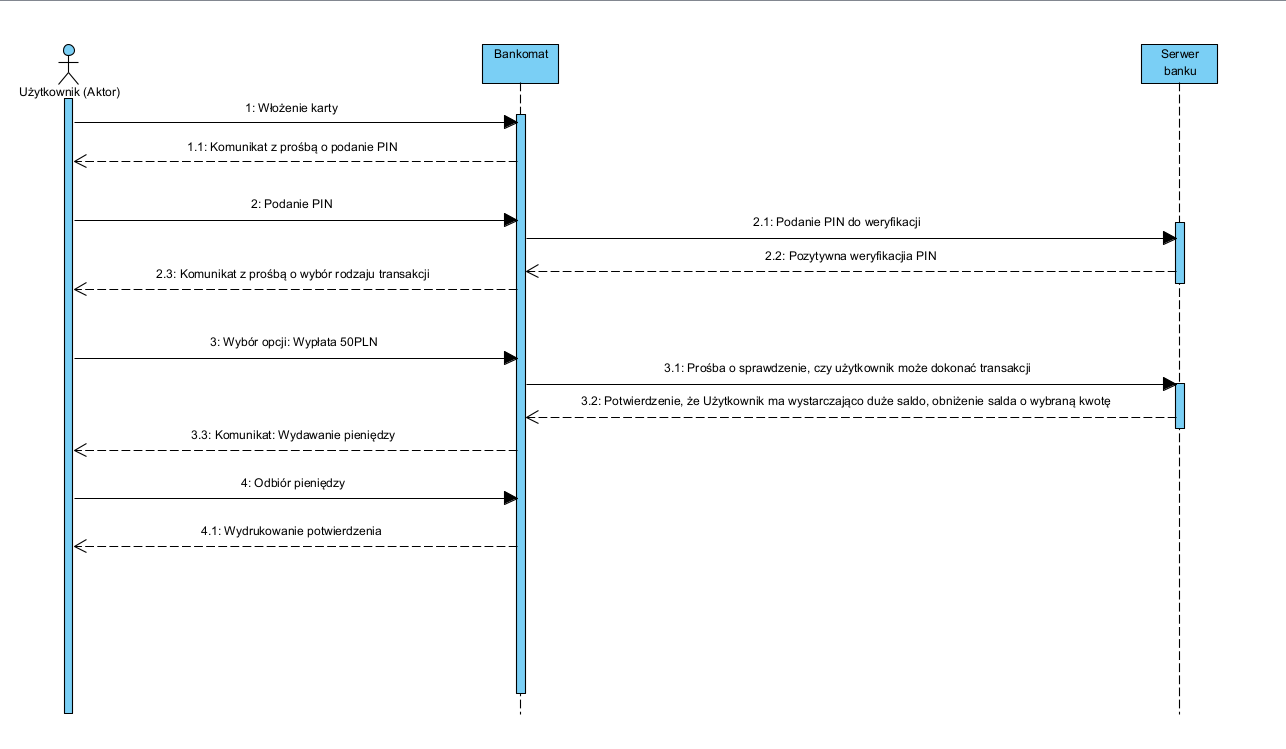 Użytkownik (Aktor)
Bankomat
Serwer
banku
1: Włożenie karty
1.1: Komunikat z prośbą o podanie PIN
2: Podanie PIN
2.1: Podanie PIN do weryfikacji
2.2: Pozytywna weryfikacjia PIN
2.3: Komunikat z prośbą o wybór rodzaju transakcji
3: Wybór opcji: Wypłata 50PLN
3.1: Prośba o sprawdzenie, czy użytkownik może dokonać transakcji
3.2: Potwierdzenie, że Użytkownik ma wystarczająco duże saldo, obniżenie salda o wybraną kwotę
3.3: Komunikat: Wydawanie pieniędzy
4: Odbiór pieniędzy
4.1: Wydrukowanie potwierdzenia